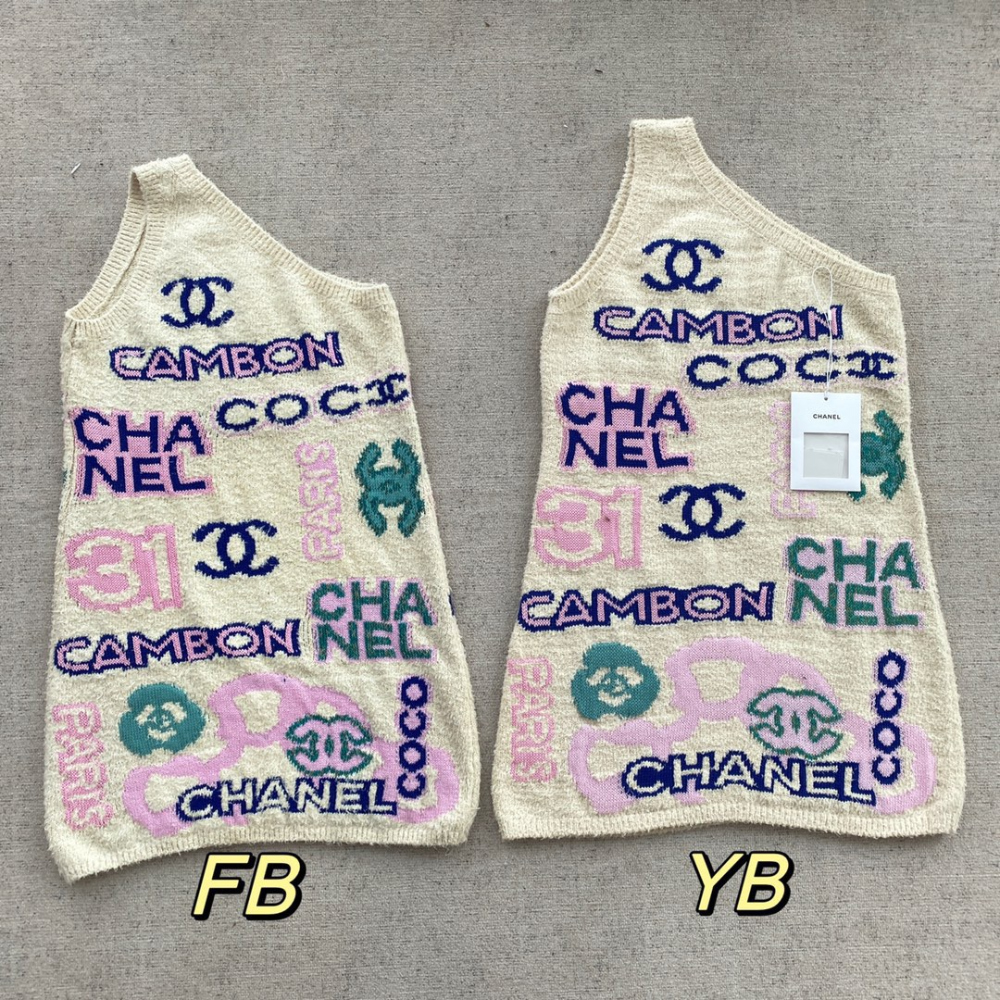 CAMBON
COCO
CHA
NEL
PARIS
31
CHA
NEL
CAMBON
PARIS
COCO
CHANEL
FB
CAMBON
COCO
CHANEL
CHA
NEL
31
CHA
NEL
CAMBON
PARIS
COCO
CHANEL
YB